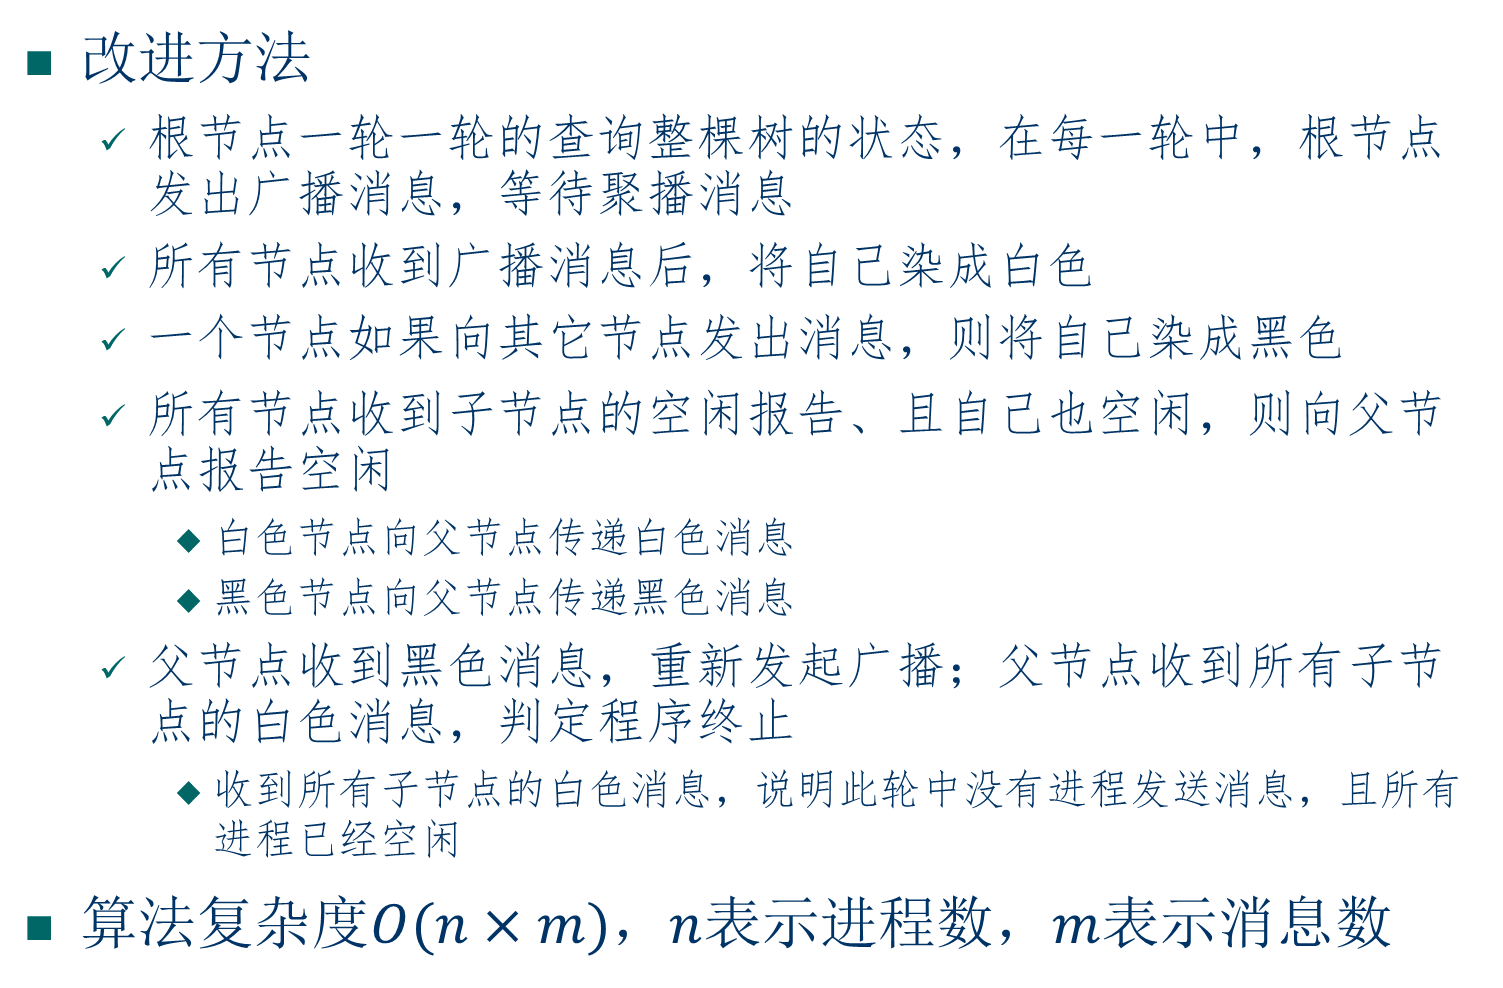 改进方法
根节点一轮一轮的查询整棵树的状态，在每一轮中，根节点
发出广播消息，等待聚播消息
所有节点收到广播消息后，将自己染成白色
一个节点如果向其它节点发出消息，则将自己染成黑色
所有节点收到子节点的空闲报告、且自己也空闲，则向父节
点报告空闲
白色节点向父节点传递白色消息
黑色节点向父节点传递黑色消息
父节点收到黑色消息，重新发起广播；父节点收到所有子节
点的白色消息，判定程序终止
收到所有子节点的白色消息，说明此轮中没有进程发送消息，且所有
进程已经空闲
算法复杂度O(n × m)，n表示进程数，m表示消息数